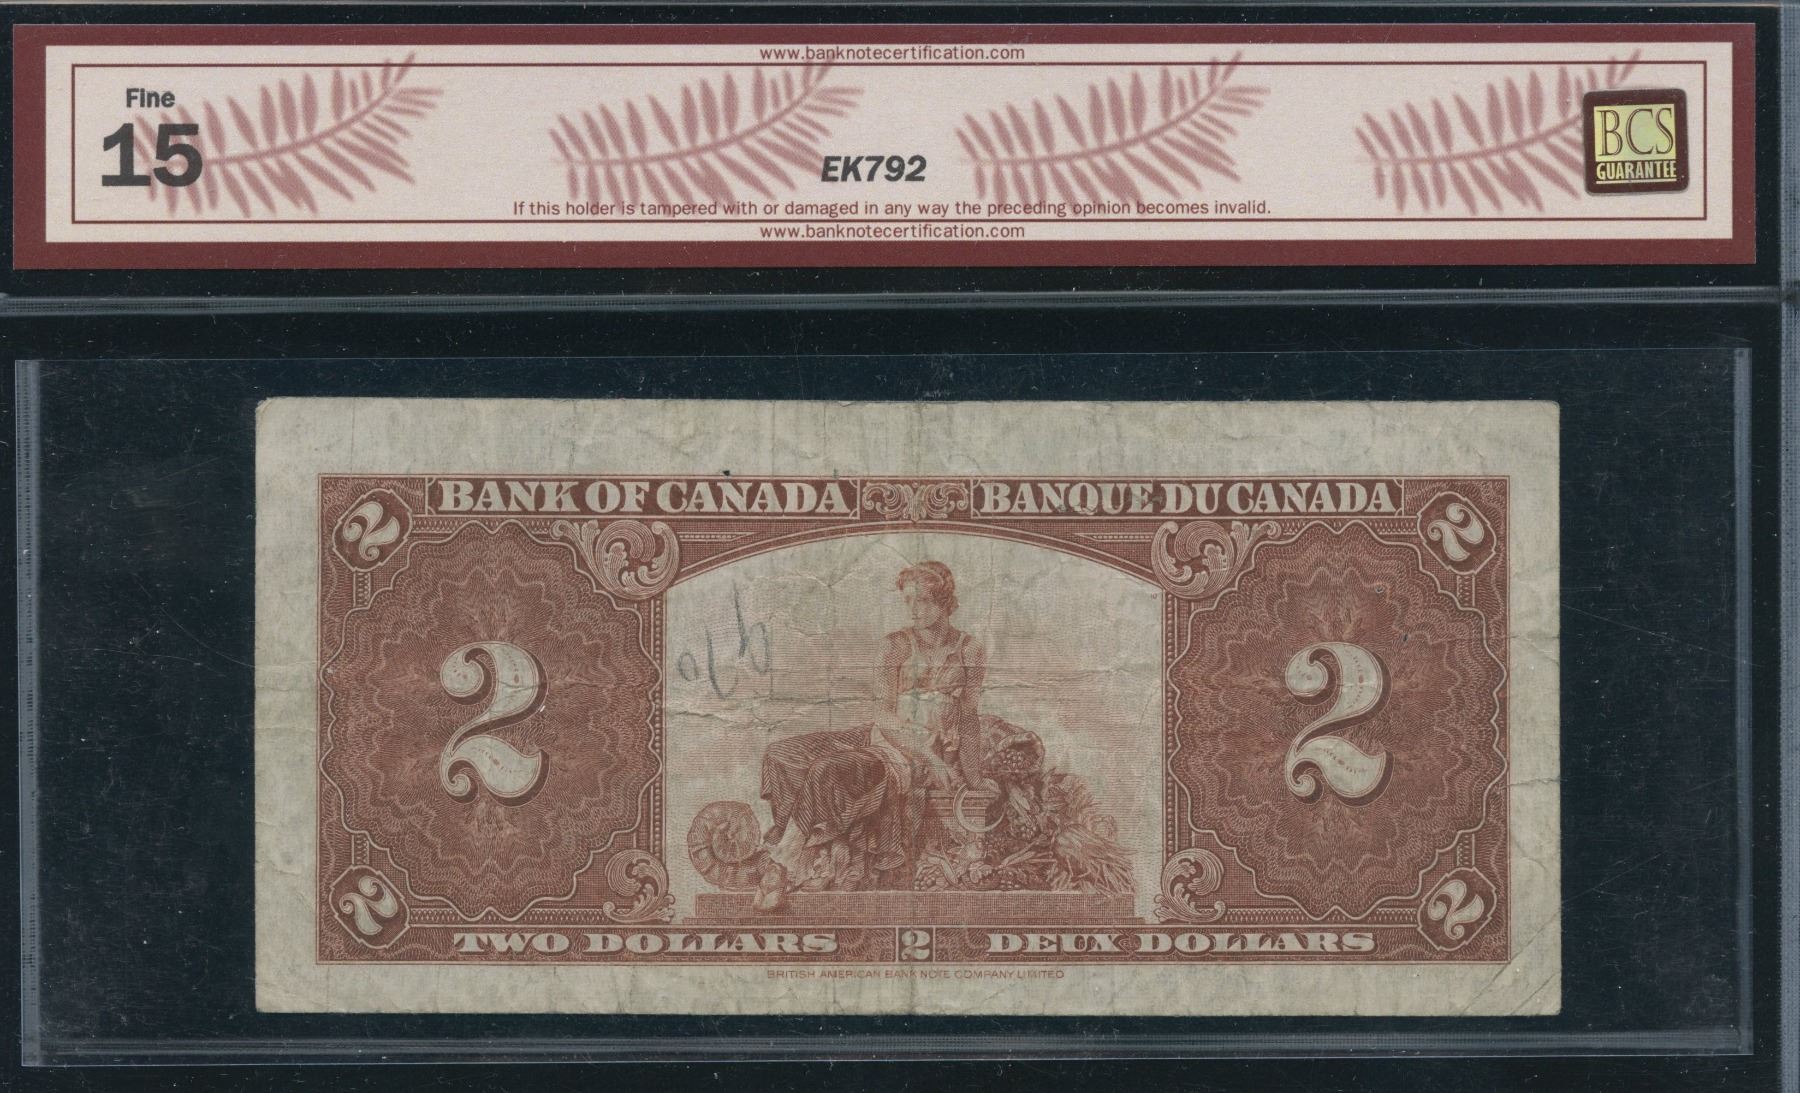 www.banknotecertification.com
Fine
15
EK792
BCS
GUARANTEE
If this holder is tampered with or damaged in any way the preceding opinion becomes invalid.
www.banknotecertification.com
2 BANK OF CANADA BANQUE DU CANADA 2
2 2
2 TWO DOLLARS 2 DEUX DOLLARS 2
BRITISH AMERICAN BANK NOTE COMPANY LIMITED